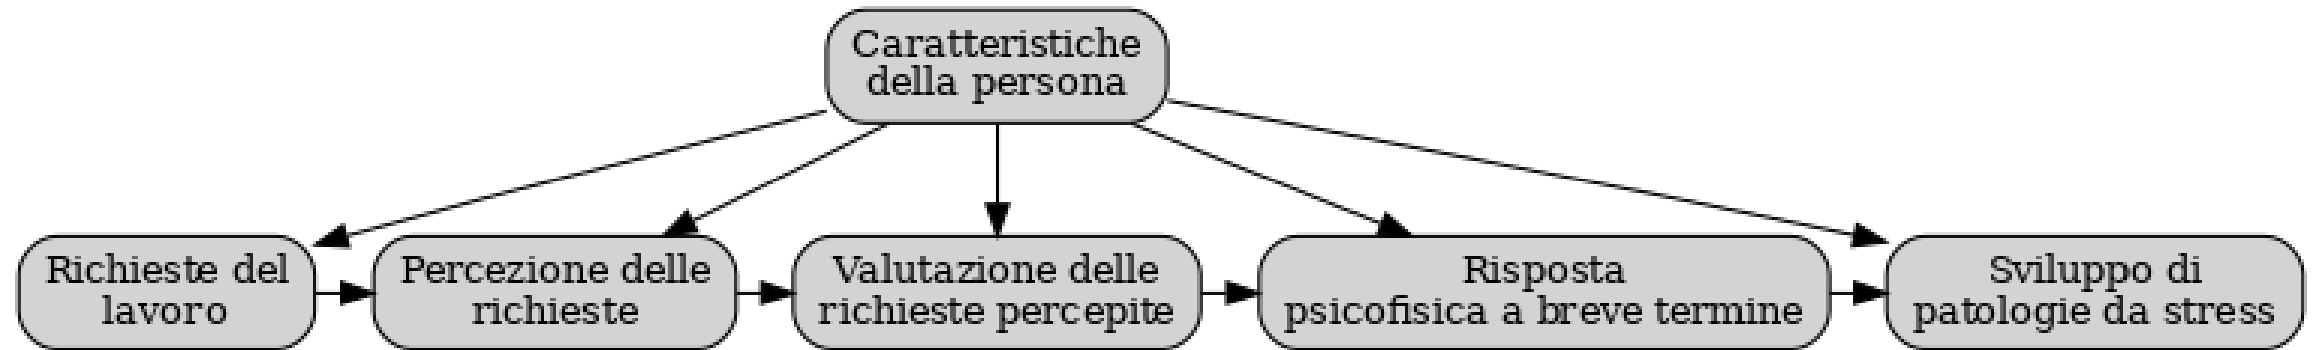 Caratteristiche
della persona
Richieste del
lavoro
Percezione delle
richieste
Valutazione delle
richieste percepite
Risposta
psicofisica a breve termine
Sviluppo di
patologie da stress